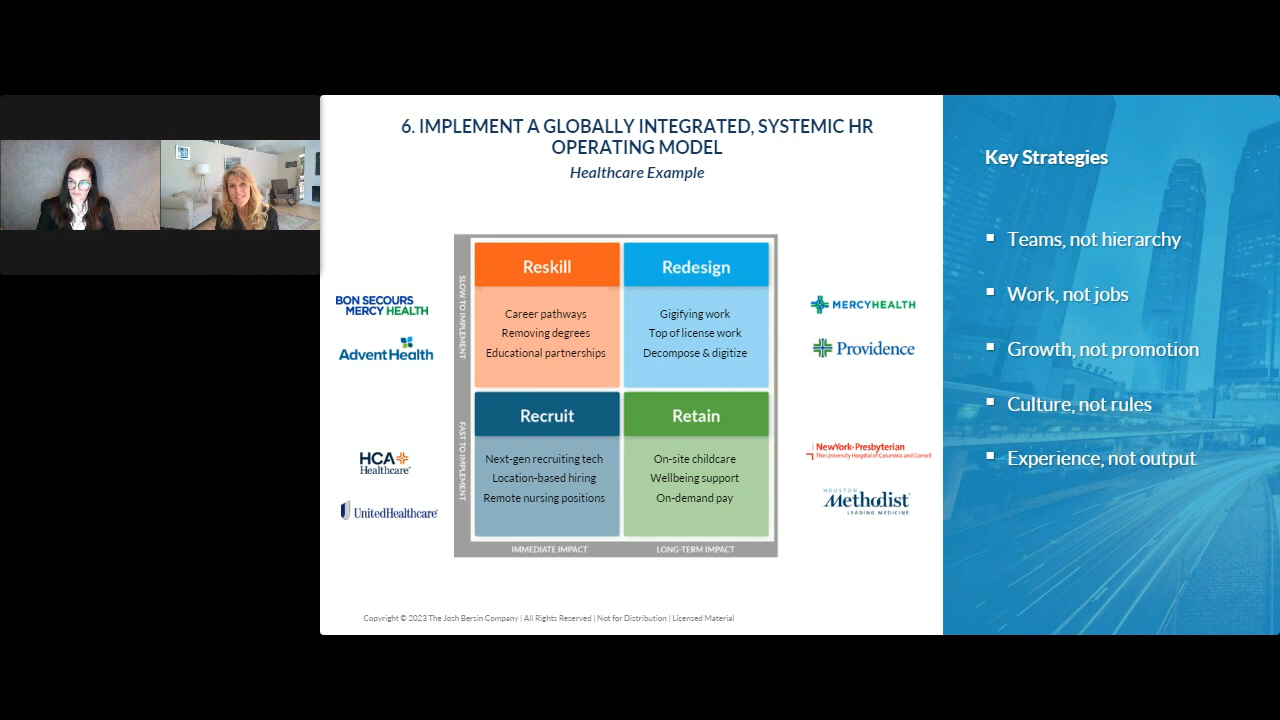 6. IMPLEMENT A GLOBALLY INTEGRATED, SYSTEMIC HR
OPERATING MODEL
Healthcare Example
BON SECOURS
MERCY HEALTH
AdventHealth
HCA
Healthcare
UnitedHealthcare
SLOW TO IMPLEMENT
FAST TO IMPLEMENT
Reskill
Career pathways
Removing degrees
Educational partnerships
Redesign
Gigifying work
Top of license work
Decompose & digitize
Recruit
Next-gen recruiting tech
Location-based hiring
Remote nursing positions
Retain
On-site childcare
Wellbeing support
On-demand pay
IMMEDIATE IMPACT
LONG-TERM IMPACT
MERCYHEALTH
Providence
NewYork-Presbyterian
The University Hospital of Columbia and Cornell
HOUSTON
Methodist
LEADING MEDICINE
Copyright © 2023 The Josh Bersin Company | All Rights Reserved | Not for Distribution | Licensed Material
Key Strategies
▪ Teams, not hierarchy
▪ Work, not jobs
▪ Growth, not promotion
▪ Culture, not rules
▪ Experience, not output